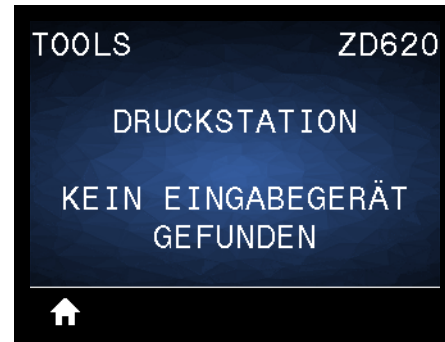 TOOLS ZD620
DRUCKSTATION
KEIN EINGABEGERÄT
GEFUNDEN